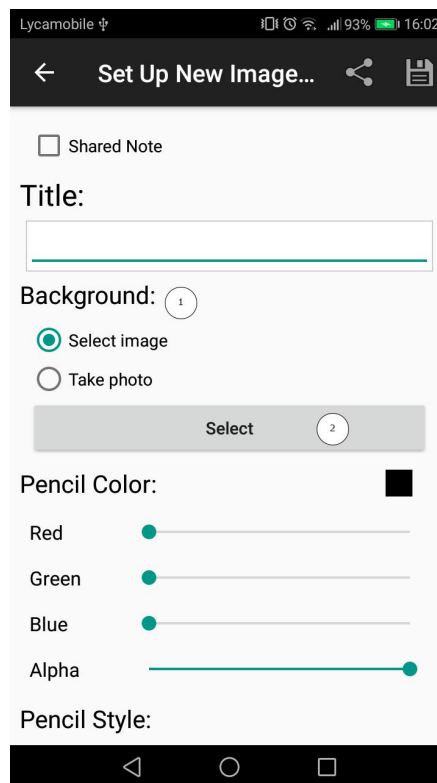 Lycamobile 93% 16:02
Set Up New Image...
Shared Note
Title:
Background: 1
Select image
Take photo
Select 2
Pencil Color:
Red
Green
Blue
Alpha
Pencil Style: